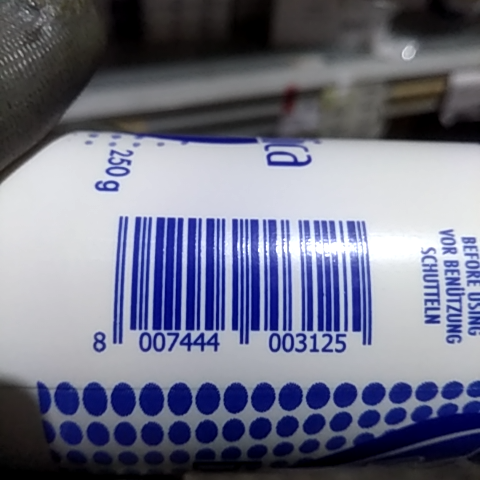 250 g
8 007444 003125
BEFORE USING
VOR BENÜTZUNG
SCHÜTTELN